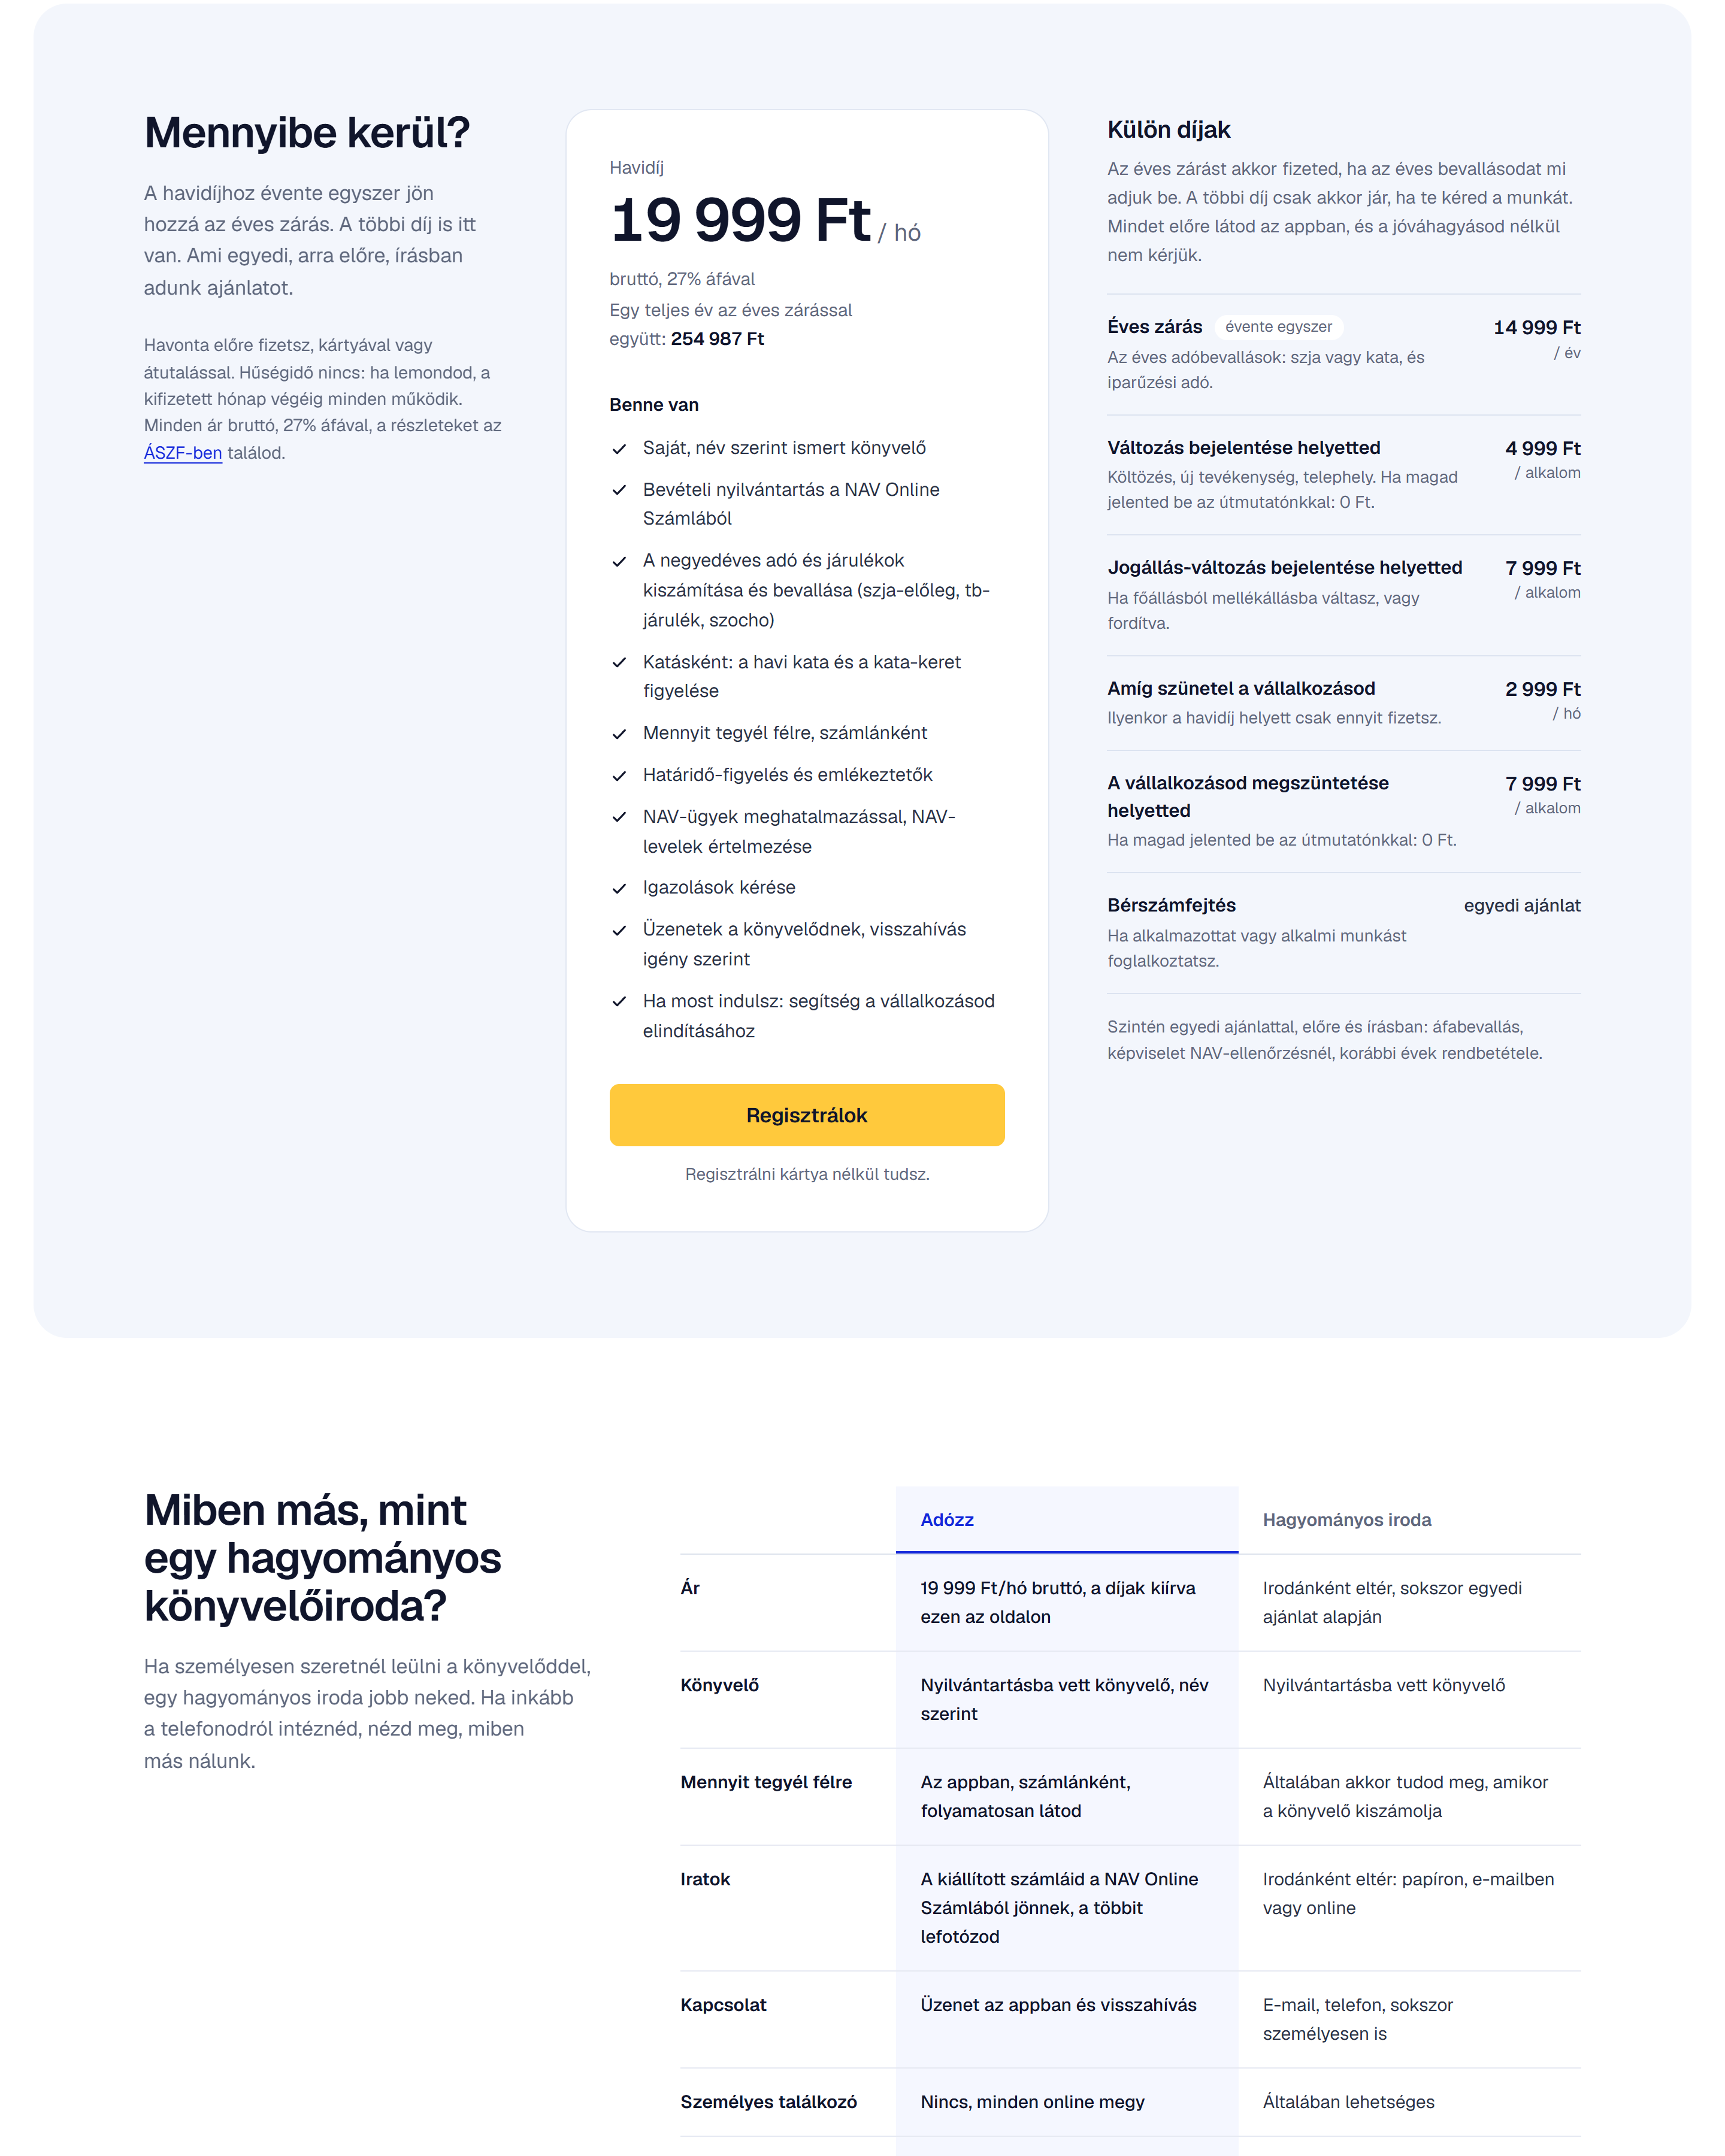 Mennyibe kerül?
A havidíjhoz évente egyszer jön
hozzá az éves zárás. A többi díj is itt
van. Ami egyedi, arra előre, írásban
adunk ajánlatot.
Havonta előre fizetsz, kártyával vagy
átutalással. Hűségidő nincs: ha lemondod, a
kifizetett hónap végéig minden működik.
Minden ár bruttó, 27% áfával, a részleteket az
ÁSZF-ben találod.
Havidíj
19 999 Ft / hó
bruttó, 27% áfával
Egy teljes év az éves zárással
együtt: 254 987 Ft
Benne van
Saját, név szerint ismert könyvelő
Bevételi nyilvántartás a NAV Online
Számlából
A negyedéves adó és járulékok
kiszámítása és bevallása (szja-előleg, tb-
járulék, szocho)
Katásként: a havi kata és a kata-keret
figyelése
Mennyit tegyél félre, számlánként
Határidő-figyelés és emlékeztetők
NAV-ügyek meghatalmazással, NAV-
levelek értelmezése
Igazolások kérése
Üzenetek a könyvelődnek, visszahívás
igény szerint
Ha most indulsz: segítség a vállalkozásod
elindításához
Regisztrálok
Regisztrálni kártya nélkül tudsz.
Külön díjak
Az éves zárást akkor fizeted, ha az éves bevallásodat mi
adjuk be. A többi díj csak akkor jár, ha te kéred a munkát.
Mindet előre látod az appban, és a jóváhagyásod nélkül
nem kérjük.
Éves zárás évente egyszer 14 999 Ft
/ év
Az éves adóbevallások: szja vagy kata, és
iparűzési adó.
Változás bejelentése helyetted 4 999 Ft
/ alkalom
Költözés, új tevékenység, telephely. Ha magad
jelented be az útmutatónkkal: 0 Ft.
Jogállás-változás bejelentése helyetted 7 999 Ft
/ alkalom
Ha főállásból mellékállásba váltasz, vagy
fordítva.
Amíg szünetel a vállalkozásod 2 999 Ft
/ hó
Ilyenkor a havidíj helyett csak ennyit fizetsz.
A vállalkozásod megszüntetése 7 999 Ft
helyetted / alkalom
Ha magad jelented be az útmutatónkkal: 0 Ft.
Bérszámfejtés egyedi ajánlat
Ha alkalmazottat vagy alkalmi munkást
foglalkoztatsz.
Szintén egyedi ajánlattal, előre és írásban: áfabevallás,
képviselet NAV-ellenőrzésnél, korábbi évek rendbetétele.
Miben más, mint
egy hagyományos
könyvelőiroda?
Ha személyesen szeretnél leülni a könyvelőddel,
egy hagyományos iroda jobb neked. Ha inkább
a telefonodról intéznéd, nézd meg, miben
más nálunk.
Adózz Hagyományos iroda
Ár 19 999 Ft/hó bruttó, a díjak kiírva Irodánként eltér, sokszor egyedi
ezen az oldalon ajánlat alapján
Könyvelő Nyilvántartásba vett könyvelő, név Nyilvántartásba vett könyvelő
szerint
Mennyit tegyél félre Az appban, számlánként, Általában akkor tudod meg, amikor
folyamatosan látod a könyvelő kiszámolja
Iratok A kiállított számláid a NAV Online Irodánként eltér: papíron, e-mailben
Számlából jönnek, a többit vagy online
lefotózod
Kapcsolat Üzenet az appban és visszahívás E-mail, telefon, sokszor
személyesen is
Személyes találkozó Nincs, minden online megy Általában lehetséges